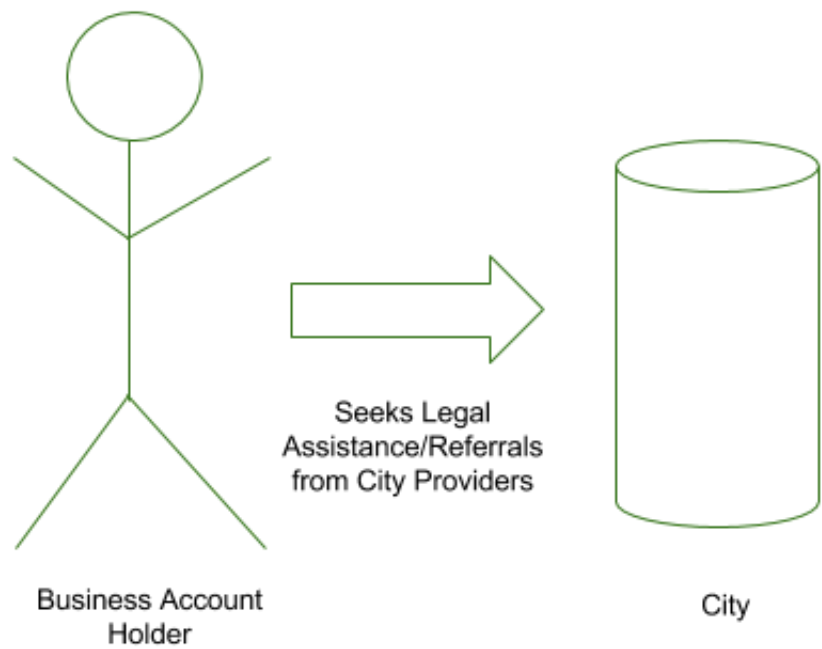 Seeks Legal
Assistance/Referrals
from City Providers
Business Account
Holder
City